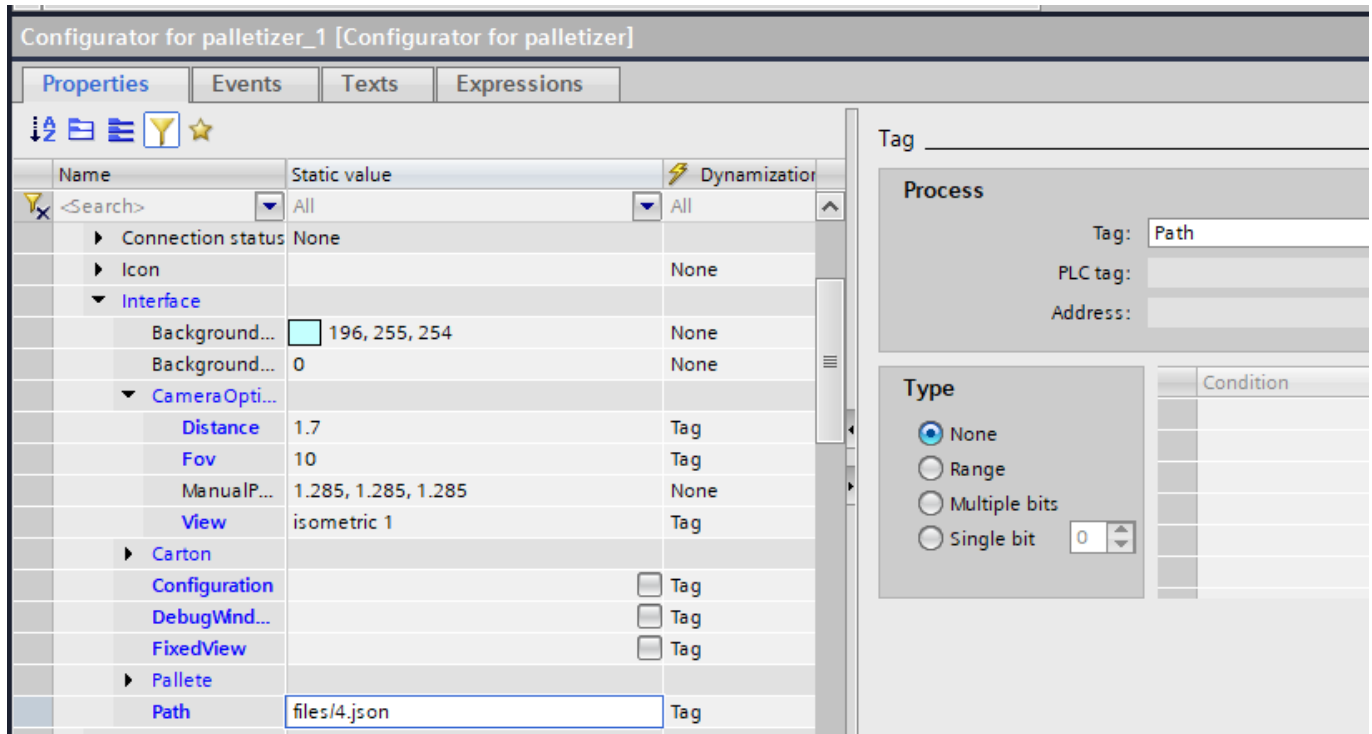 Configurator for palletizer_1 [Configurator for palletizer]
Properties Events Texts Expressions
Name Static value Dynamization
<Search> All All
Connection status None
Icon None
Interface
Background... 196, 255, 254 None
Background... 0 None
CameraOpti...
Distance 1.7 Tag
Fov 10 Tag
ManualP... 1.285, 1.285, 1.285 None
View isometric 1 Tag
Carton
Configuration Tag
DebugWind... Tag
FixedView Tag
Pallete
Path files/4.json Tag
Tag
Process
Tag: Path
PLC tag:
Address:
Type
None
Range
Multiple bits
Single bit 0
Condition